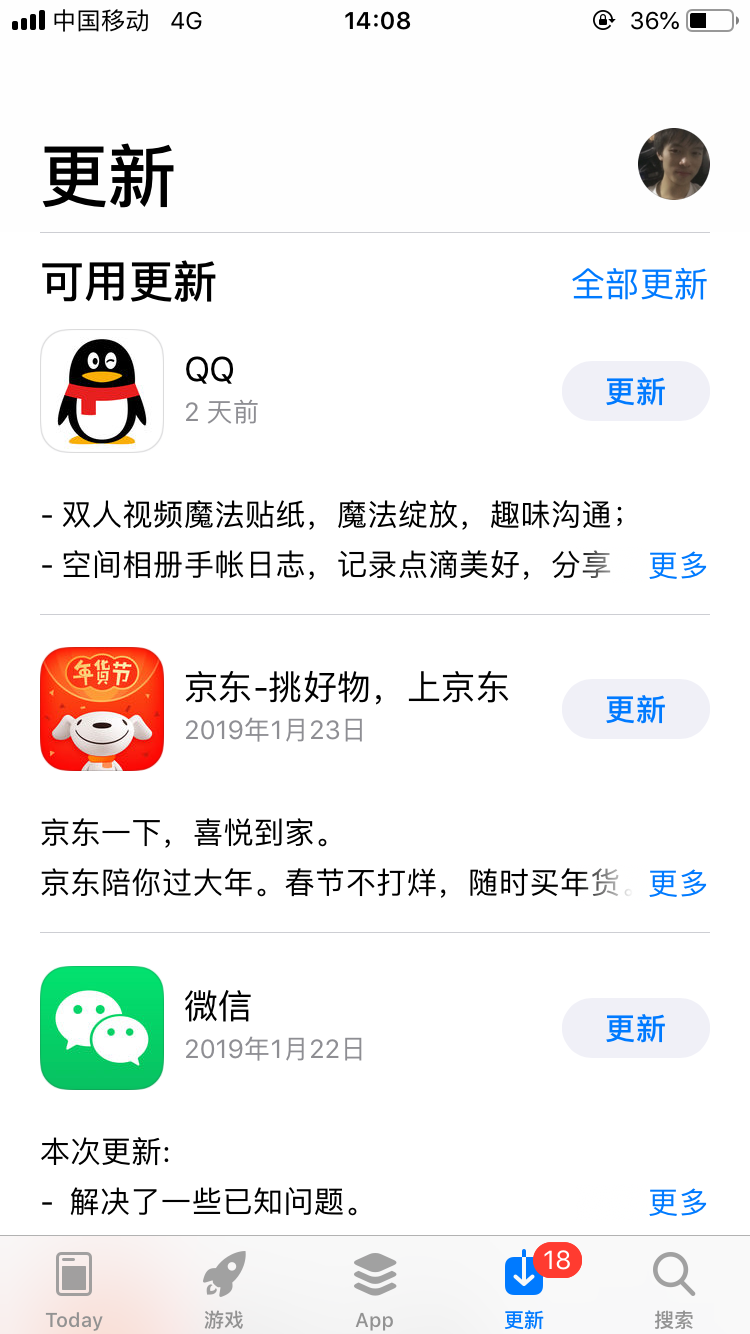 中国移动 4G 14:08 36%
更新
可用更新 全部更新
QQ
2 天前
更新
- 双人视频魔法贴纸，魔法绽放，趣味沟通；
- 空间相册手帐日志，记录点滴美好，分享 更多
年货节
京东-挑好物，上京东
2019年1月23日
更新
京东一下，喜悦到家。
京东陪你过大年。春节不打烊，随时买年货。 更多
微信
2019年1月22日
更新
本次更新:
- 解决了一些已知问题。 更多
18
Today 游戏 App 更新 搜索